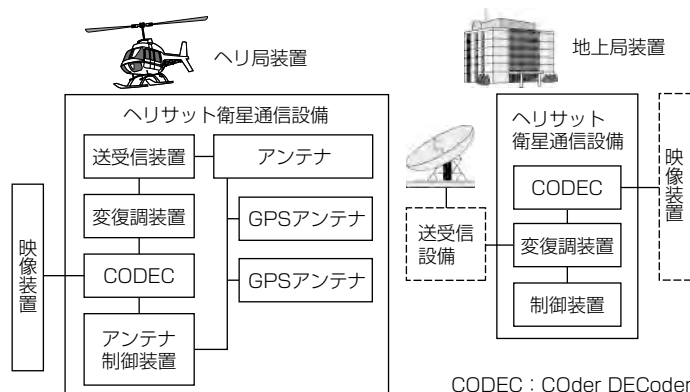 ヘリ局装置
ヘリサット衛星通信設備
送受信装置
アンテナ
変復調装置
GPSアンテナ
CODEC
GPSアンテナ
アンテナ
制御装置
映像装置
地上局装置
ヘリサット
衛星通信設備
CODEC
変復調装置
制御装置
送受信
設備
映像装置
CODEC：COder DECoder